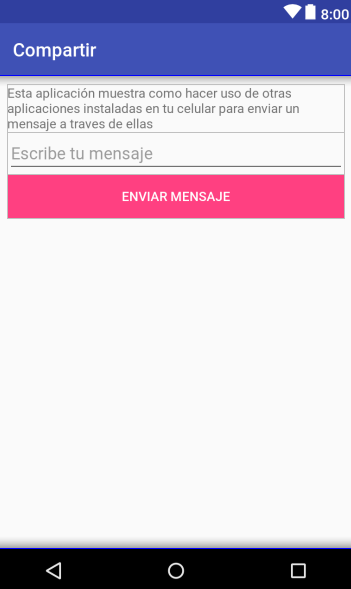 8:00
Compartir
Esta aplicación muestra como hacer uso de otras
aplicaciones instaladas en tu celular para enviar un
mensaje a traves de ellas
Escribe tu mensaje
ENVIAR MENSAJE